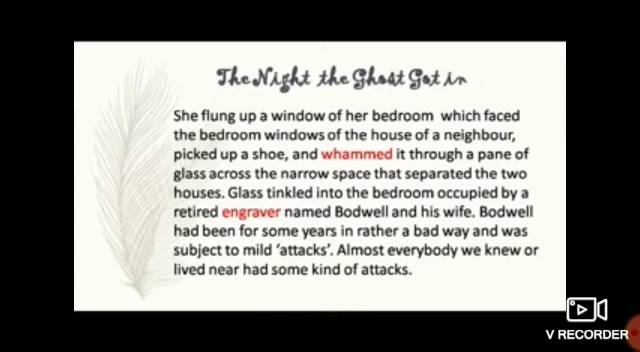 The Night the Ghost Got in
She flung up a window of her bedroom which faced
the bedroom windows of the house of a neighbour,
picked up a shoe, and whammed it through a pane of
glass across the narrow space that separated the two
houses. Glass tinkled into the bedroom occupied by a
retired engraver named Bodwell and his wife. Bodwell
had been for some years in rather a bad way and was
subject to mild ‘attacks’. Almost everybody we knew or
lived near had some kind of attacks.
V RECORDER